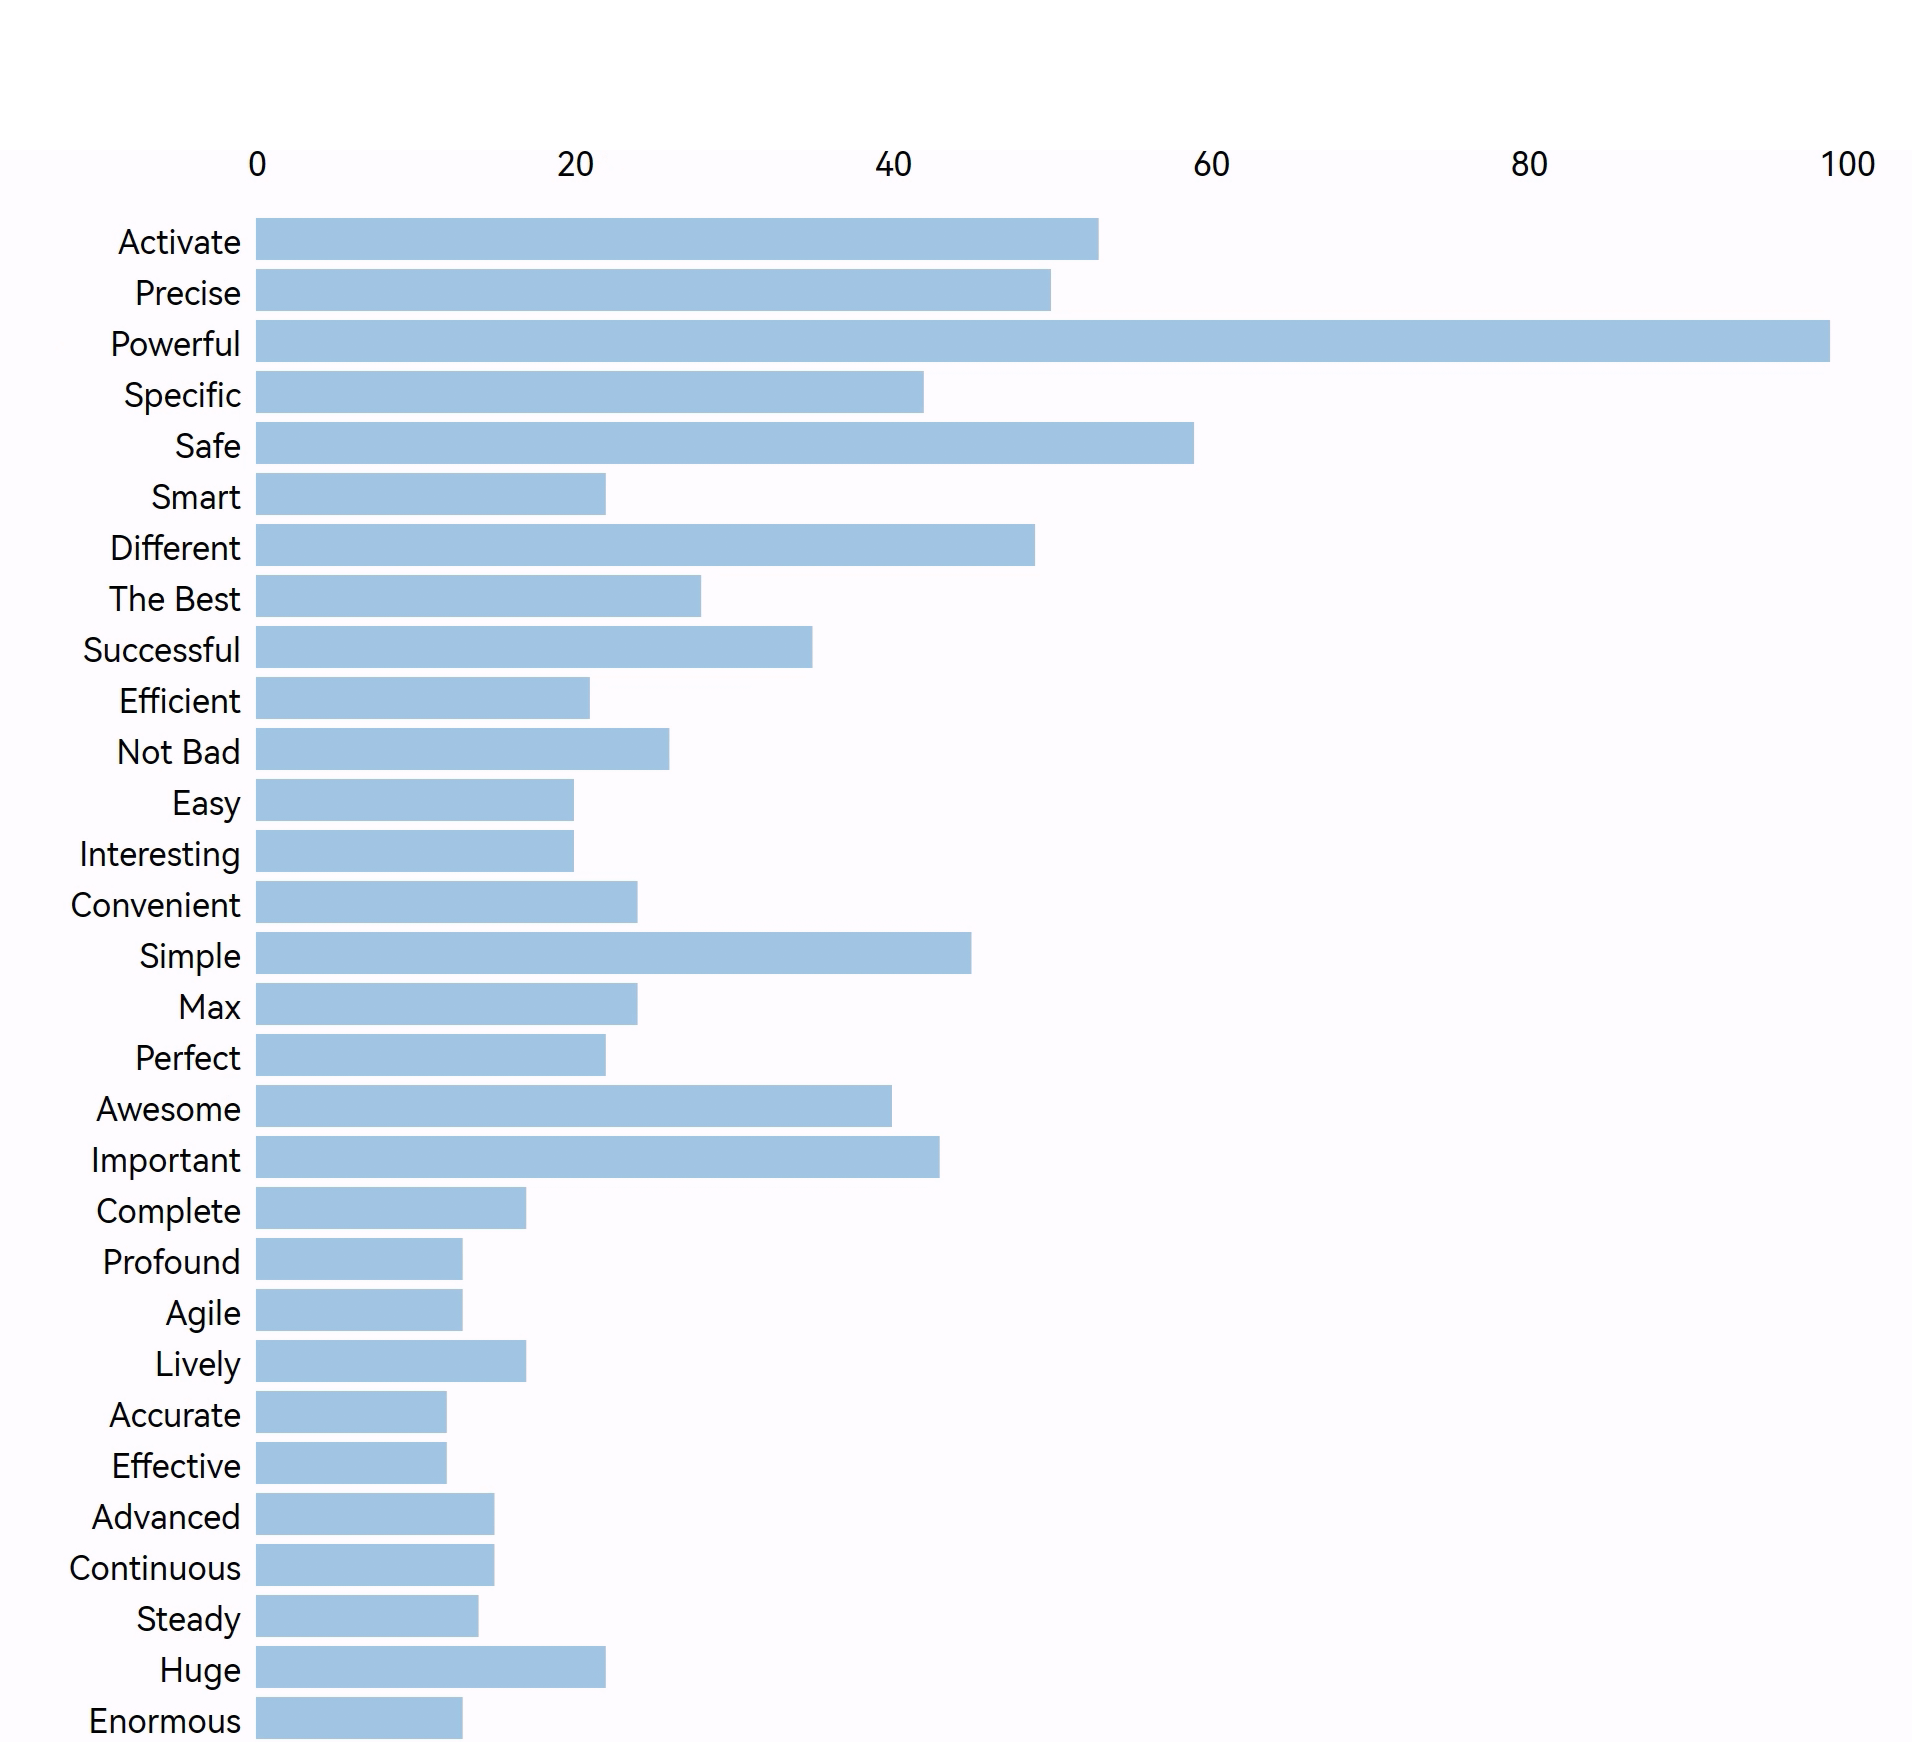 0 20 40 60 80 100
Activate
Precise
Powerful
Specific
Safe
Smart
Different
The Best
Successful
Efficient
Not Bad
Easy
Interesting
Convenient
Simple
Max
Perfect
Awesome
Important
Complete
Profound
Agile
Lively
Accurate
Effective
Advanced
Continuous
Steady
Huge
Enormous